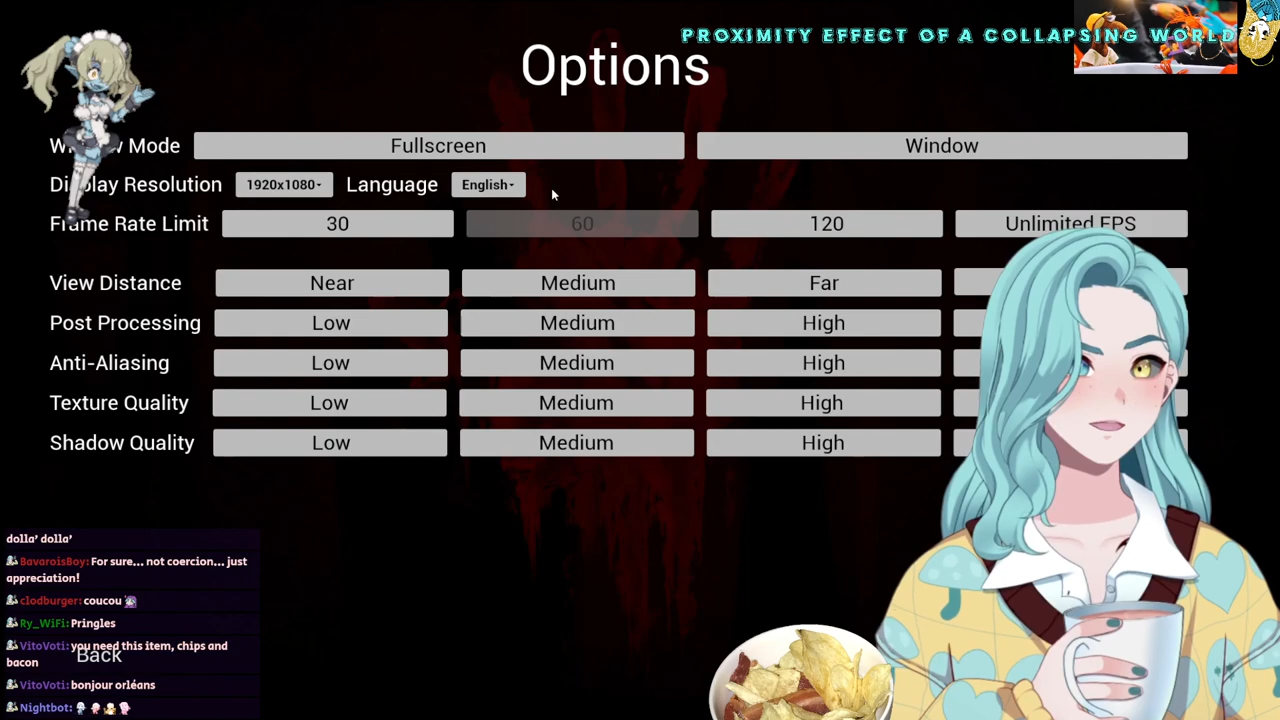 PROXIMITY EFFECT OF A COLLAPSING WORLD
Options
Window Mode Fullscreen Window
Display Resolution 1920x1080 Language English
Frame Rate Limit 30 60 120 Unlimited FPS
View Distance Near Medium Far
Post Processing Low Medium High
Anti-Aliasing Low Medium High
Texture Quality Low Medium High
Shadow Quality Low Medium High
dolla' dolla'
BavaroisBoy: For sure... not coercion... just
appreciation!
clodburger: coucou
Ry_WiFi: Pringles
VitoVoti: you need this item, chips and
bacon
Back
VitoVoti: bonjour orléans
Nightbot: